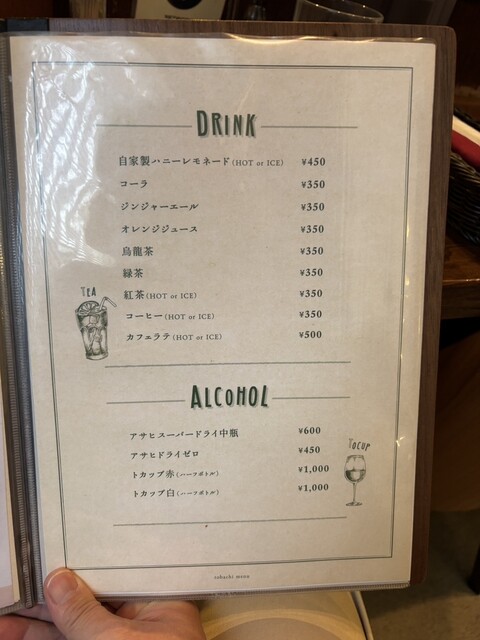 DRINK
自家製ハニーレモネード(HOT or ICE) ¥450
コーラ ¥350
ジンジャーエール ¥350
オレンジジュース ¥350
烏龍茶 ¥350
緑茶 ¥350
紅茶(HOT or ICE) ¥350
TEA
コーヒー(HOT or ICE) ¥350
カフェラテ(HOT or ICE) ¥500
ALCOHOL
アサヒスーパードライ中瓶 ¥600
アサヒドライゼロ ¥450
TOCUP
トカップ赤(ハーフボトル) ¥1,000
トカップ白(ハーフボトル) ¥1,000
tobachi menu